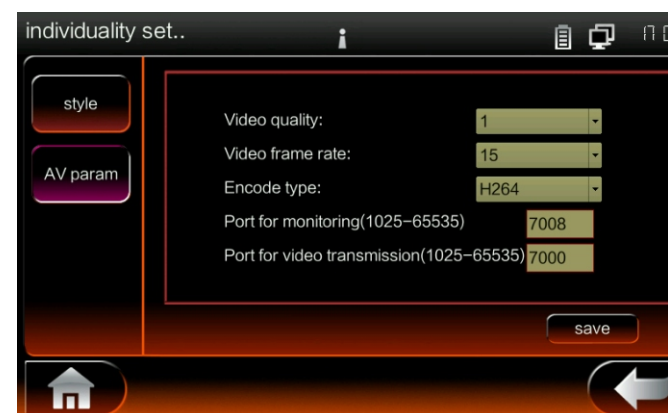 individuality set..
style
AV param
Video quality: 1
Video frame rate: 15
Encode type: H264
Port for monitoring(1025-65535) 7008
Port for video transmission(1025-65535) 7000
save